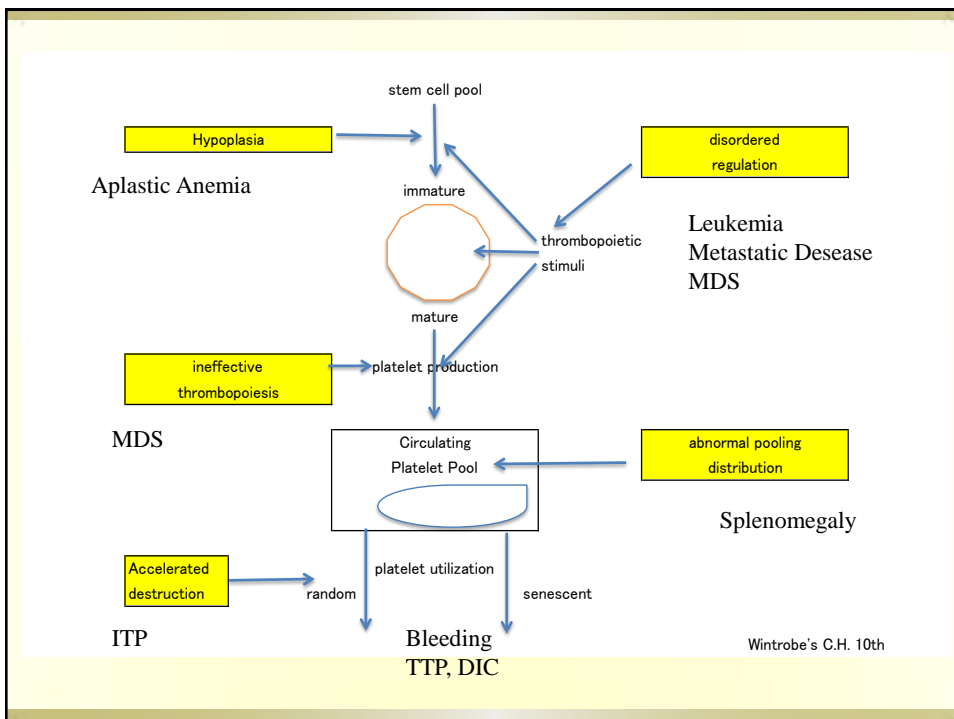 stem cell pool
Hypoplasia
disordered
regulation
Aplastic Anemia
immature
Leukemia
Metastatic Desease
MDS
thrombopoietic
stimuli
mature
ineffective
thrombopoiesis
platelet production
MDS
Circulating
Platelet Pool
abnormal pooling
distribution
Splenomegaly
Accelerated
destruction
platelet utilization
random
senescent
ITP
Bleeding
TTP, DIC
Wintrobe's C.H. 10th